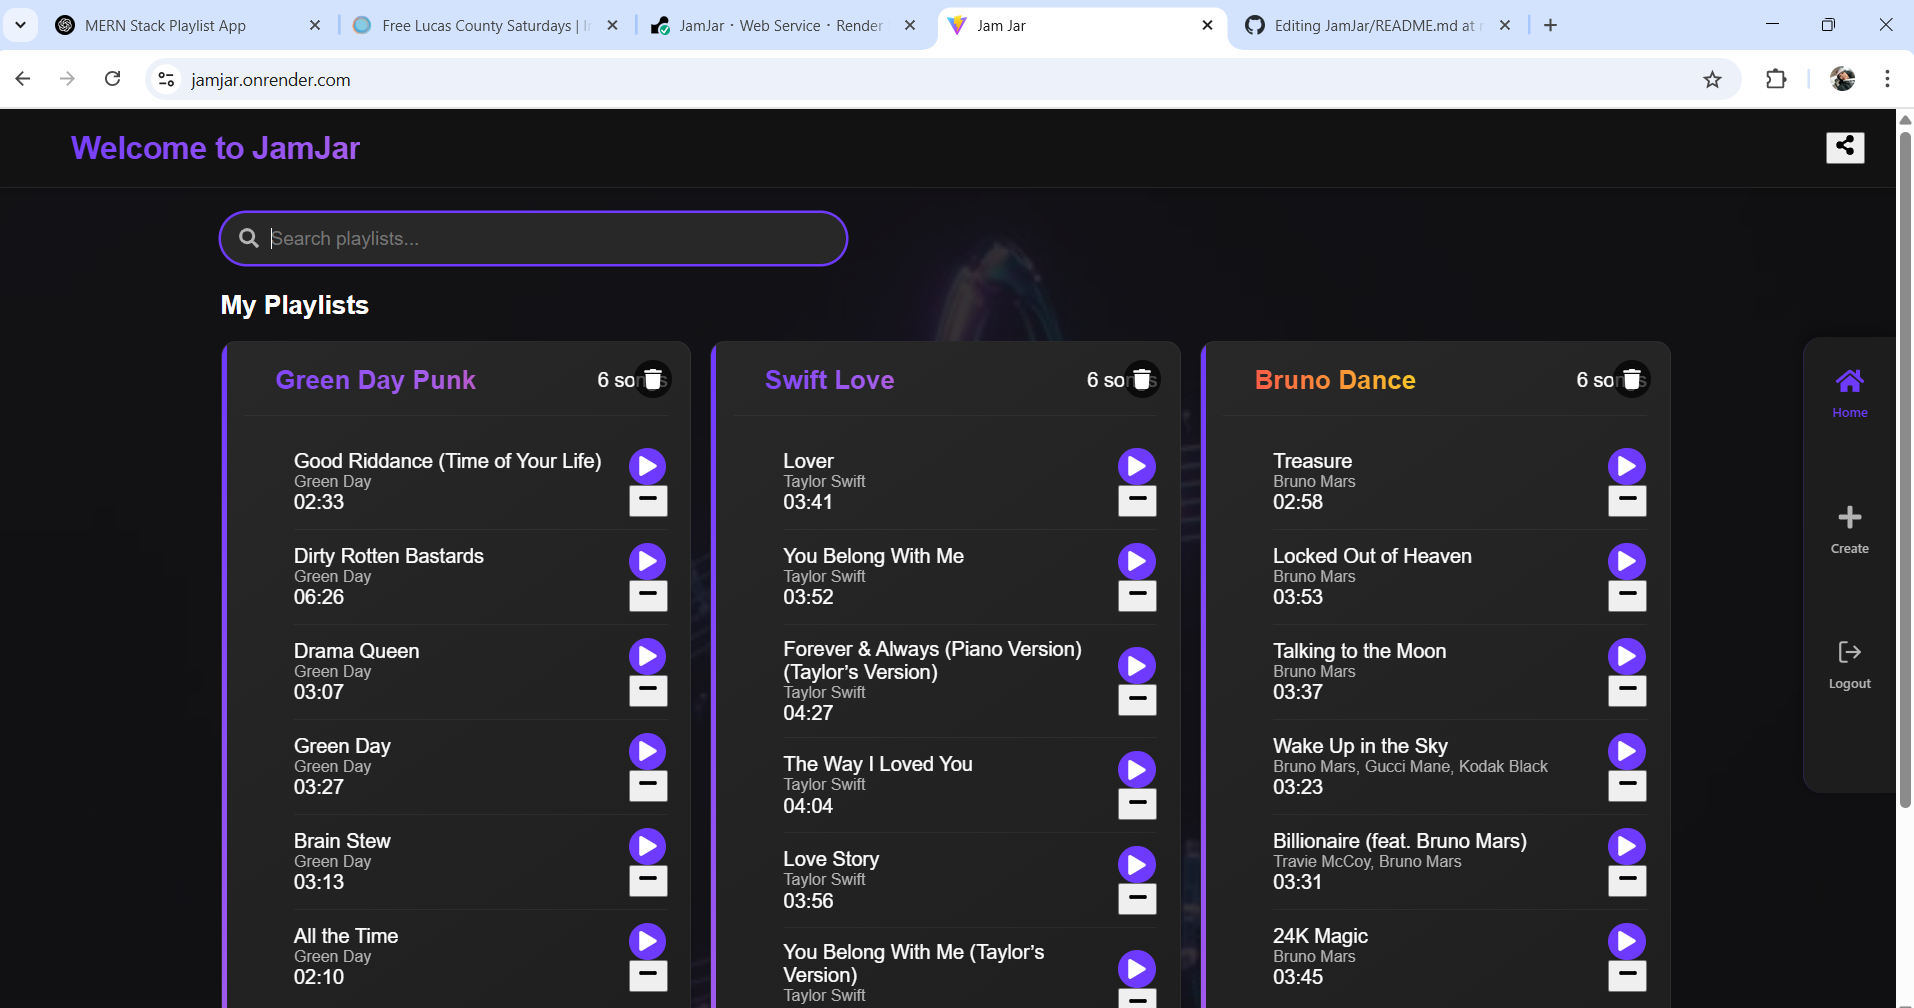 MERN Stack Playlist App
Free Lucas County Saturdays |
JamJar · Web Service · Render
Jam Jar
Editing JamJar/README.md at
jamjar.onrender.com
Welcome to JamJar
Search playlists...
My Playlists
Green Day Punk
6 songs
Good Riddance (Time of Your Life)
Green Day
02:33
Dirty Rotten Bastards
Green Day
06:26
Drama Queen
Green Day
03:07
Green Day
Green Day
03:27
Brain Stew
Green Day
03:13
All the Time
Green Day
02:10
Swift Love
6 songs
Lover
Taylor Swift
03:41
You Belong With Me
Taylor Swift
03:52
Forever & Always (Piano Version)
(Taylor’s Version)
Taylor Swift
04:27
The Way I Loved You
Taylor Swift
04:04
Love Story
Taylor Swift
03:56
You Belong With Me (Taylor’s
Version)
Taylor Swift
Bruno Dance
6 songs
Treasure
Bruno Mars
02:58
Locked Out of Heaven
Bruno Mars
03:53
Talking to the Moon
Bruno Mars
03:37
Wake Up in the Sky
Bruno Mars, Gucci Mane, Kodak Black
03:23
Billionaire (feat. Bruno Mars)
Travie McCoy, Bruno Mars
03:31
24K Magic
Bruno Mars
03:45
Home
Create
Logout